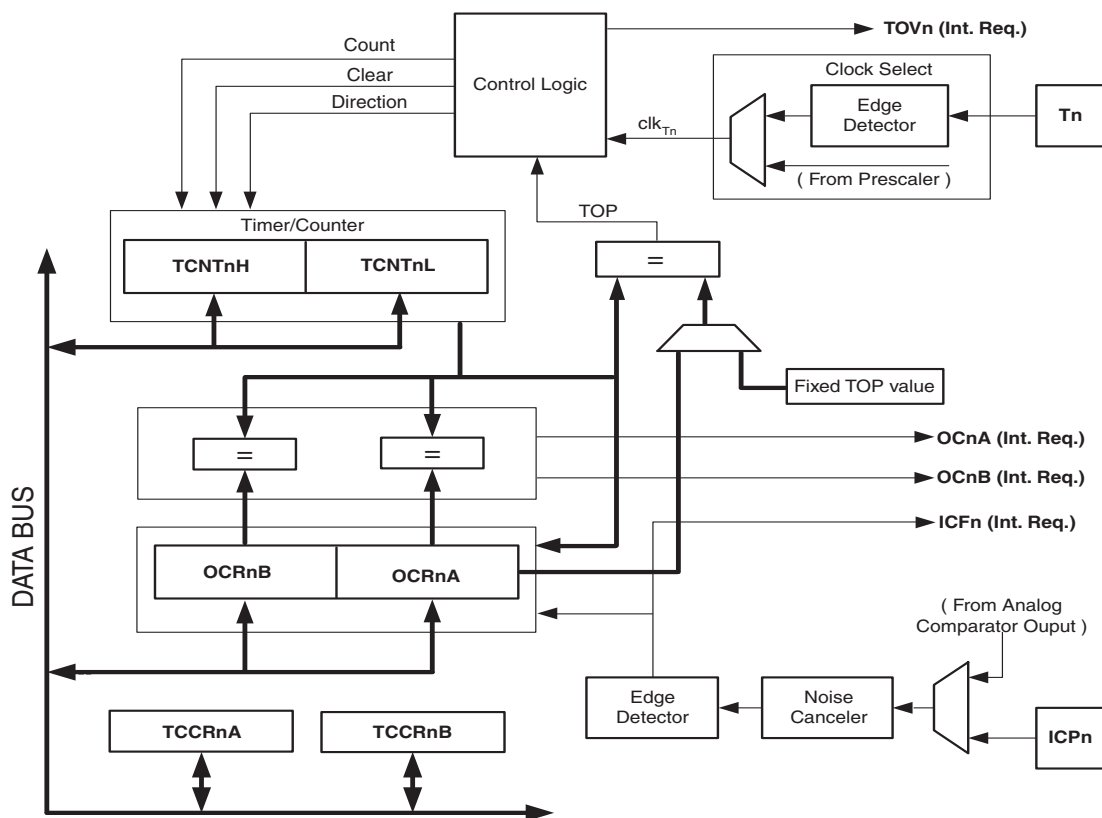 TOVn (Int. Req.)
Count
Clear
Direction
Control Logic
Clock Select
Edge
Detector
Tn
clkTn
( From Prescaler )
TOP
Timer/Counter
TCNTnH
TCNTnL
=
Fixed TOP value
=
=
OCnA (Int. Req.)
OCnB (Int. Req.)
ICFn (Int. Req.)
DATA BUS
OCRnB
OCRnA
( From Analog
Comparator Ouput )
Edge
Detector
Noise
Canceler
ICPn
TCCRnA
TCCRnB